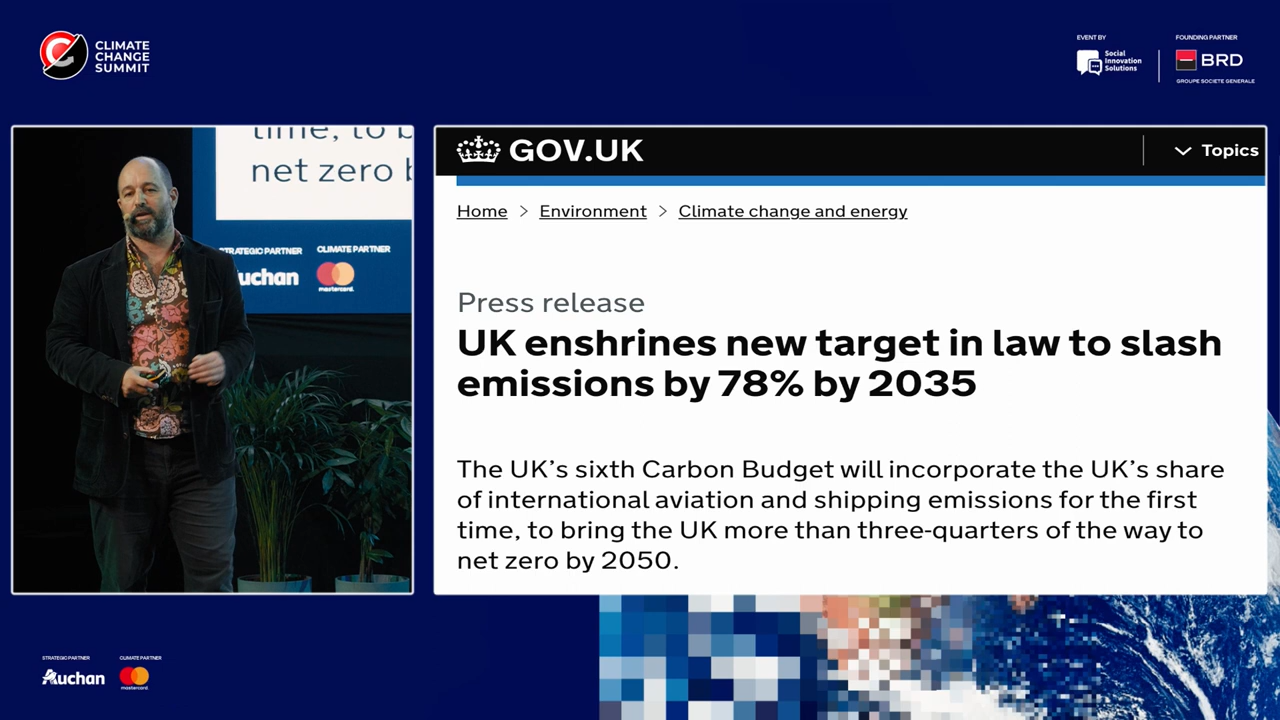 CLIMATE
CHANGE
SUMMIT
EVENT BY
Social
Innovation
Solutions
FOUNDING PARTNER
BRD
GROUPE SOCIETE GENERALE
time, to b
net zero b
STRATEGIC PARTNER
CLIMATE PARTNER
uchan
mastercard.
GOV.UK
Topics
Home > Environment > Climate change and energy
Press release
UK enshrines new target in law to slash
emissions by 78% by 2035
The UK’s sixth Carbon Budget will incorporate the UK’s share
of international aviation and shipping emissions for the first
time, to bring the UK more than three-quarters of the way to
net zero by 2050.
STRATEGIC PARTNER
CLIMATE PARTNER
Auchan
mastercard